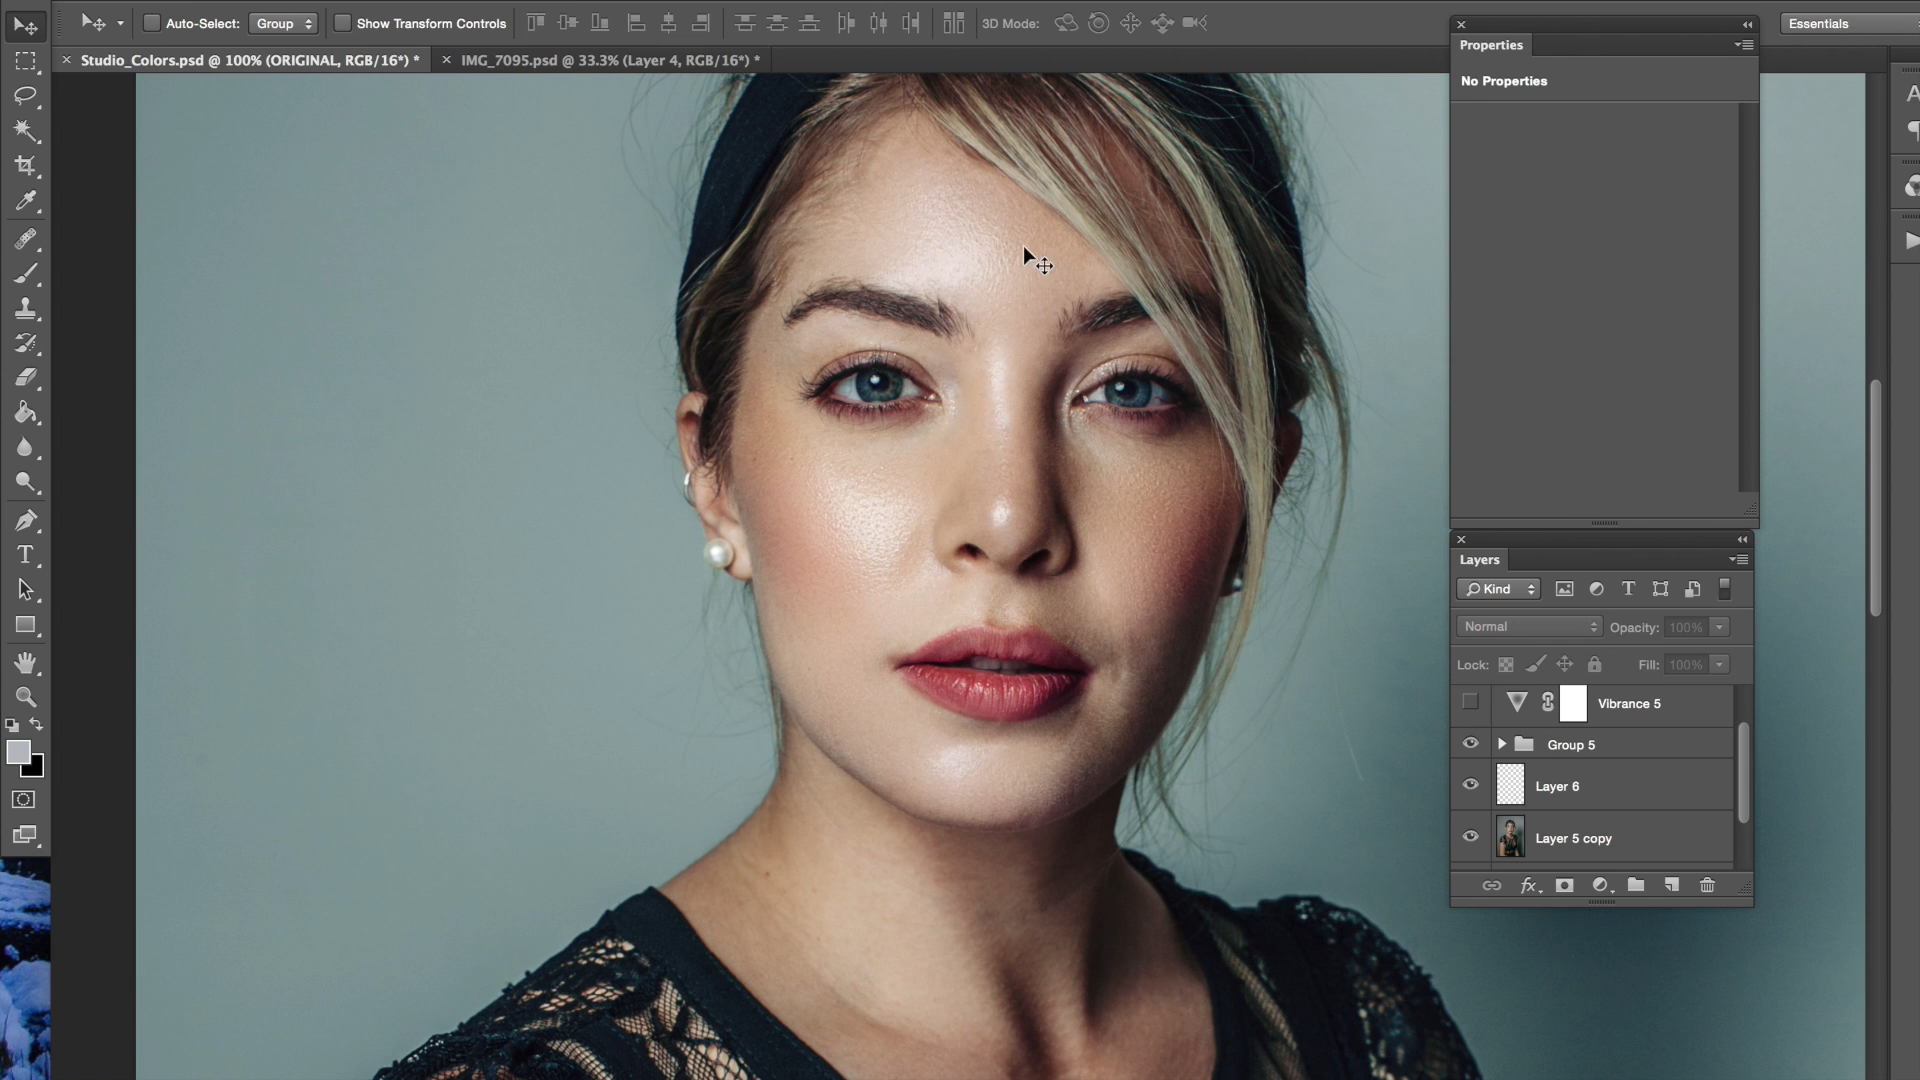 Auto-Select: Group Show Transform Controls 3D Mode: Essentials
Studio_Colors.psd @ 100% (ORIGINAL, RGB/16*) * IMG_7095.psd @ 33.3% (Layer 4, RGB/16*) *
Properties
No Properties
Layers
Kind
Normal Opacity: 100%
Lock: Fill: 100%
Vibrance 5
Group 5
Layer 6
Layer 5 copy
fx